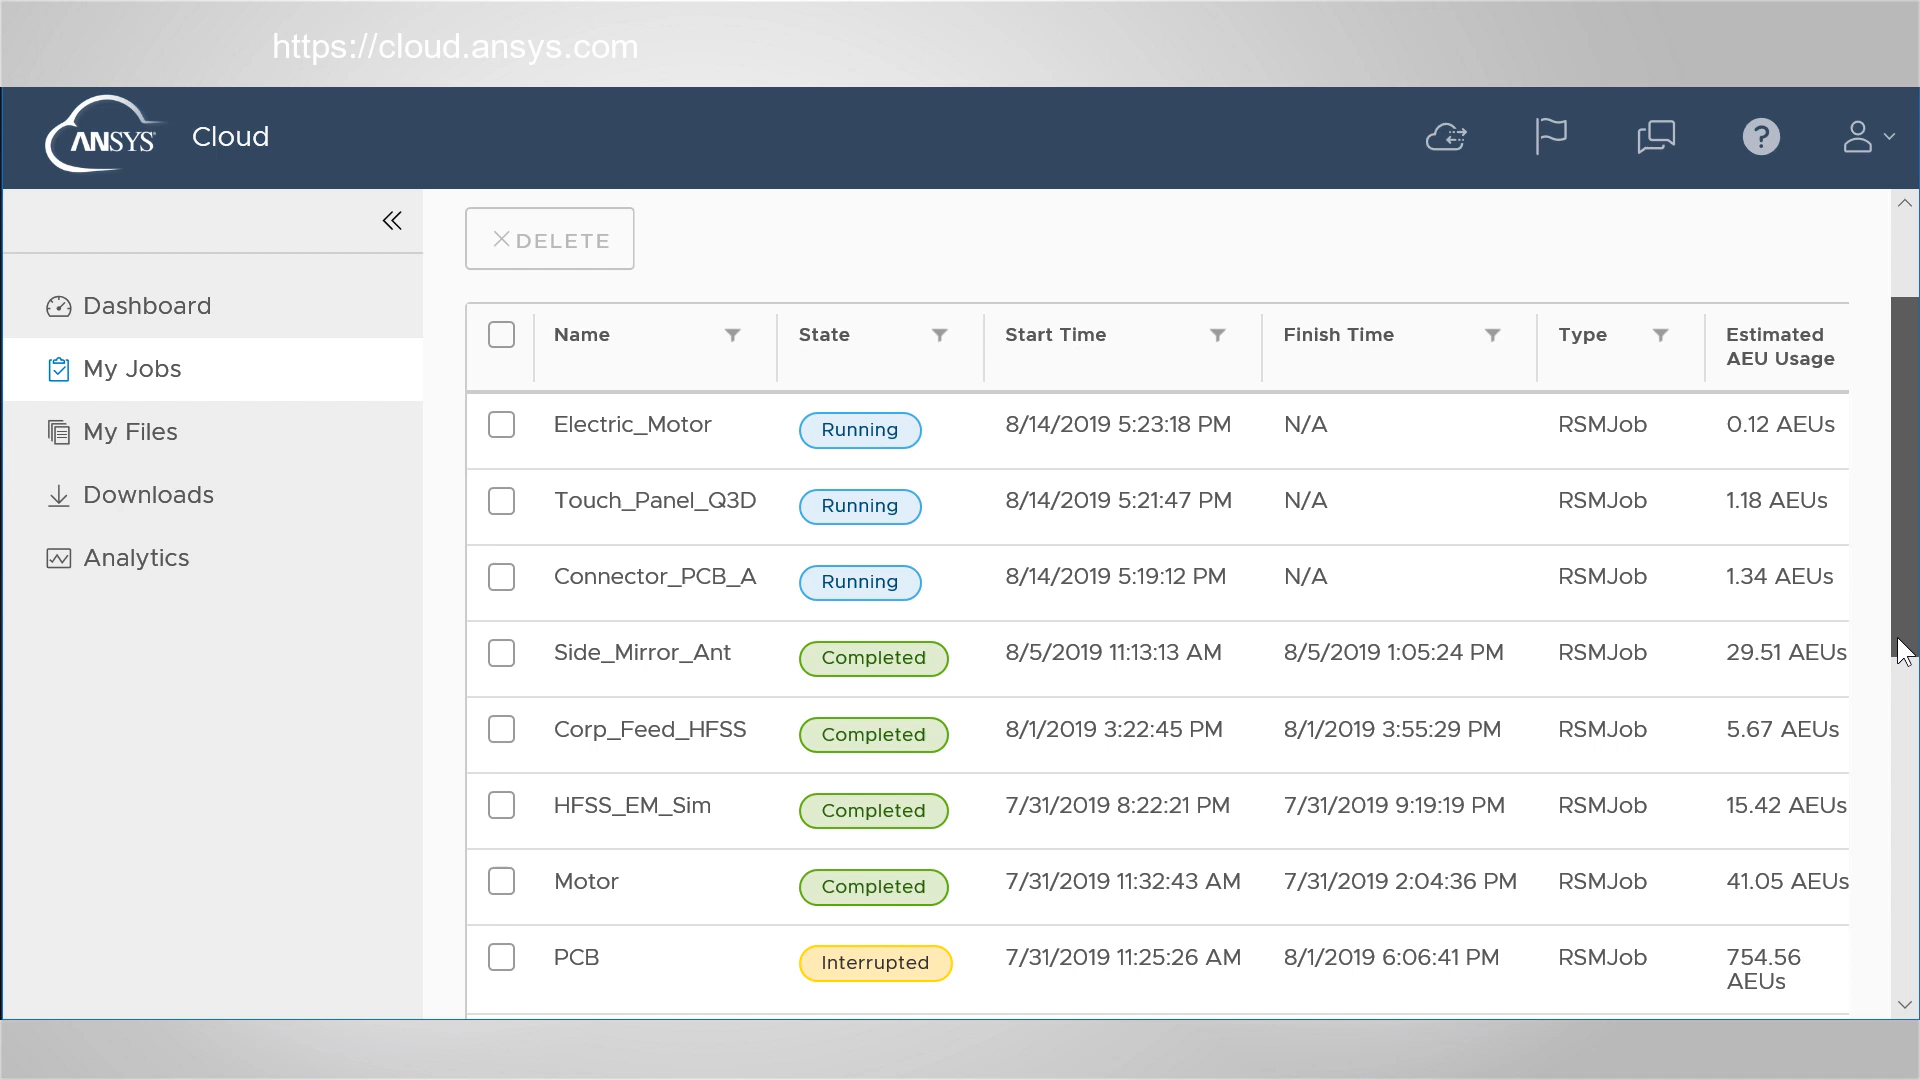 https://cloud.ansys.com
ANSYS Cloud
DELETE
Dashboard
My Jobs
My Files
Downloads
Analytics
Name State Start Time Finish Time Type Estimated
AEU Usage
Electric_Motor Running 8/14/2019 5:23:18 PM N/A RSMJob 0.12 AEUs
Touch_Panel_Q3D Running 8/14/2019 5:21:47 PM N/A RSMJob 1.18 AEUs
Connector_PCB_A Running 8/14/2019 5:19:12 PM N/A RSMJob 1.34 AEUs
Side_Mirror_Ant Completed 8/5/2019 11:13:13 AM 8/5/2019 1:05:24 PM RSMJob 29.51 AEUs
Corp_Feed_HFSS Completed 8/1/2019 3:22:45 PM 8/1/2019 3:55:29 PM RSMJob 5.67 AEUs
HFSS_EM_Sim Completed 7/31/2019 8:22:21 PM 7/31/2019 9:19:19 PM RSMJob 15.42 AEUs
Motor Completed 7/31/2019 11:32:43 AM 7/31/2019 2:04:36 PM RSMJob 41.05 AEUs
PCB Interrupted 7/31/2019 11:25:26 AM 8/1/2019 6:06:41 PM RSMJob 754.56
AEUs